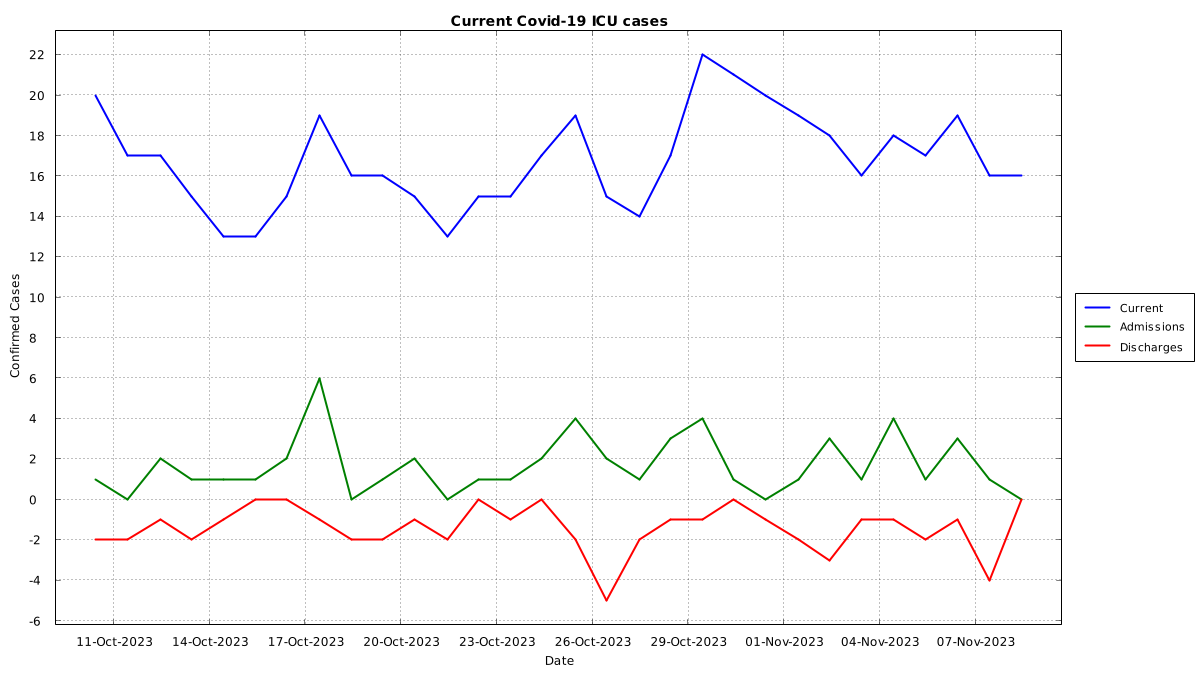 Current Covid-19 ICU cases
22
20
18
16
14
12
10
8
6
4
2
0
-2
-4
-6
Confirmed Cases
11-Oct-2023 14-Oct-2023 17-Oct-2023 20-Oct-2023 23-Oct-2023 26-Oct-2023 29-Oct-2023 01-Nov-2023 04-Nov-2023 07-Nov-2023
Date
Current
Admissions
Discharges